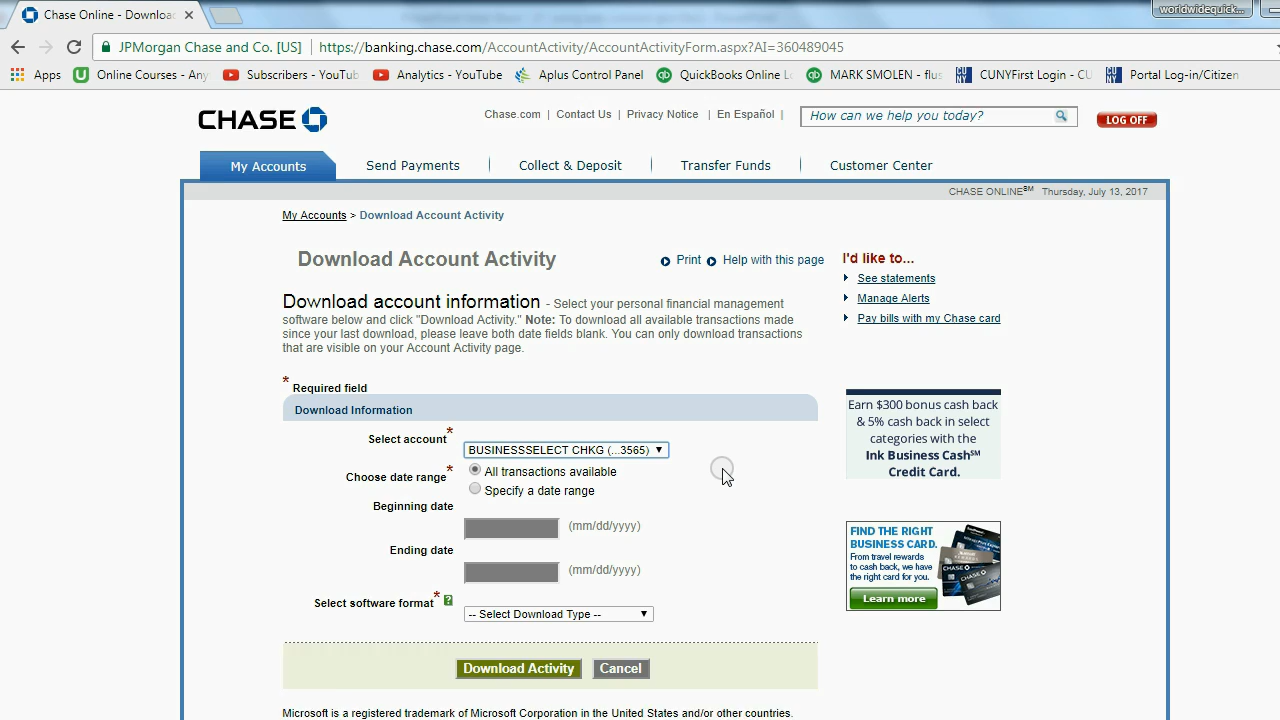 Chase Online - Downloa
worldwidequick...
JPMorgan Chase and Co. [US]
https://banking.chase.com/AccountActivity/AccountActivityForm.aspx?AI=360489045
Apps
Online Courses - Any
Subscribers - YouTub
Analytics - YouTube
Aplus Control Panel
QuickBooks Online L
MARK SMOLEN - flus
CUNYFirst Login - CU
Portal Log-in/Citizen
CHASE
Chase.com | Contact Us | Privacy Notice | En Español |
How can we help you today?
LOG OFF
My Accounts
Send Payments
Collect & Deposit
Transfer Funds
Customer Center
CHASE ONLINE℠ Thursday, July 13, 2017
My Accounts > Download Account Activity
Download Account Activity
Print
Help with this page
Download account information - Select your personal financial management
software below and click "Download Activity." Note: To download all available transactions made
since your last download, please leave both date fields blank. You can only download transactions
that are visible on your Account Activity page.
* Required field
Download Information
Select account *
BUSINESSSELECT CHKG (...3565)
Choose date range *
All transactions available
Specify a date range
Beginning date
(mm/dd/yyyy)
Ending date
(mm/dd/yyyy)
Select software format * ?
-- Select Download Type --
Download Activity
Cancel
Microsoft is a registered trademark of Microsoft Corporation in the United States and/or other countries.
I'd like to...
See statements
Manage Alerts
Pay bills with my Chase card
Earn $300 bonus cash back
& 5% cash back in select
categories with the
Ink Business Cash℠
Credit Card.
FIND THE RIGHT
BUSINESS CARD.
From travel rewards
to cash back, we have
the right card for you.
Learn more